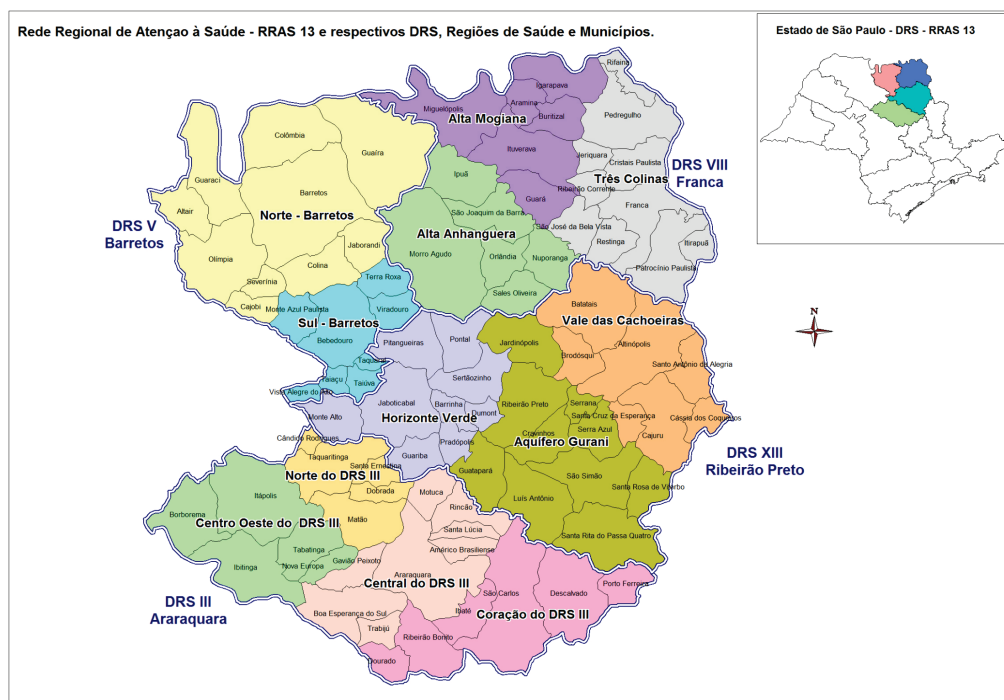 Rede Regional de Atençao à Saúde - RRAS 13 e respectivos DRS, Regiões de Saúde e Municípios.
Estado de São Paulo - DRS - RRAS 13
Rifaina
Igarapava
Miguelópolis
Aramina
Buritizal
Pedregulho
Alta Mogiana
Colômbia
Guaíra
Ituverava
Jeriquara
Cristais Paulista
DRS VIII
Franca
Ipuã
Três Colinas
Guaraci
Barretos
Ribeirão Corrente
Guará
Franca
Altair
Norte - Barretos
São Joaquim da Barra
DRS V
Barretos
São José da Bela Vista
Alta Anhanguera
Restinga
Itirapuã
Jaborandi
Morro Agudo
Orlândia
Nuporanga
Olímpia
Colina
Patrocínio Paulista
Terra Roxa
Severínia
Sales Oliveira
Cajobi
Monte Azul Paulista
Viradouro
Batatais
Sul - Barretos
Vale das Cachoeiras
Bebedouro
Pitangueiras
Pontal
Jardinópolis
Altinópolis
Brodósqui
Taquaral
Santo Antônio da Alegria
Taiaçu
Taiúva
Sertãozinho
Vista Alegre do Alto
Jaboticabal
Barrinha
Ribeirão Preto
Serrana
Monte Alto
Horizonte Verde
Dumont
Santa Cruz da Esperança
Cássia dos Coqueiros
Serra Azul
Cravinhos
Cajuru
Cândido Rodrigues
Pradópolis
Aquífero Gurani
DRS XIII
Ribeirão Preto
Taquaritinga
Guariba
Santa Ernestina
Guatapará
Norte do DRS III
São Simão
Santa Rosa de Viterbo
Itápolis
Dobrada
Motuca
Luís Antônio
Borborema
Rincão
Centro Oeste do DRS III
Matão
Santa Lúcia
Santa Rita do Passa Quatro
Tabatinga
Américo Brasiliense
Gavião Peixoto
Ibitinga
Nova Europa
Araraquara
Central do DRS III
Porto Ferreira
São Carlos
Descalvado
DRS III
Araraquara
Boa Esperança do Sul
Ibaté
Coração do DRS III
Trabijú
Ribeirão Bonito
Dourado
N